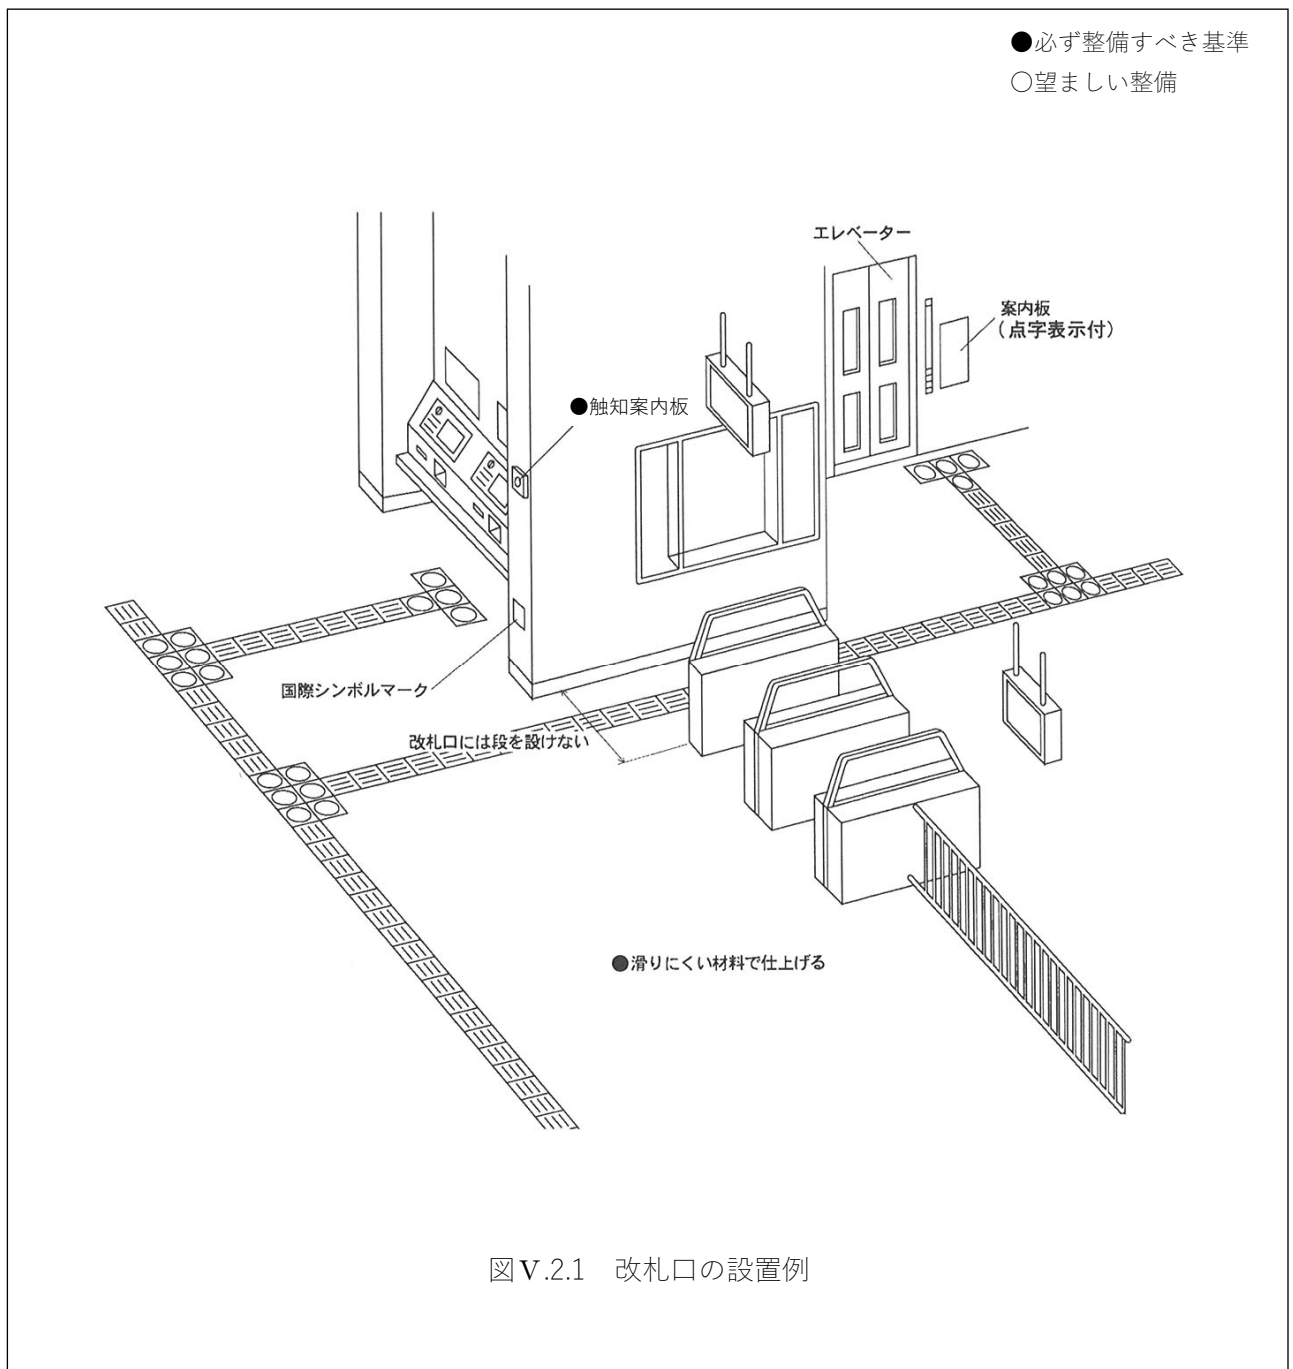 ●必ず整備すべき基準
○望ましい整備
エレベーター
案内板
(点字表示付)
●触知案内板
国際シンボルマーク
改札口には段を設けない
●滑りにくい材料で仕上げる
図Ⅴ.2.1 改札口の設置例